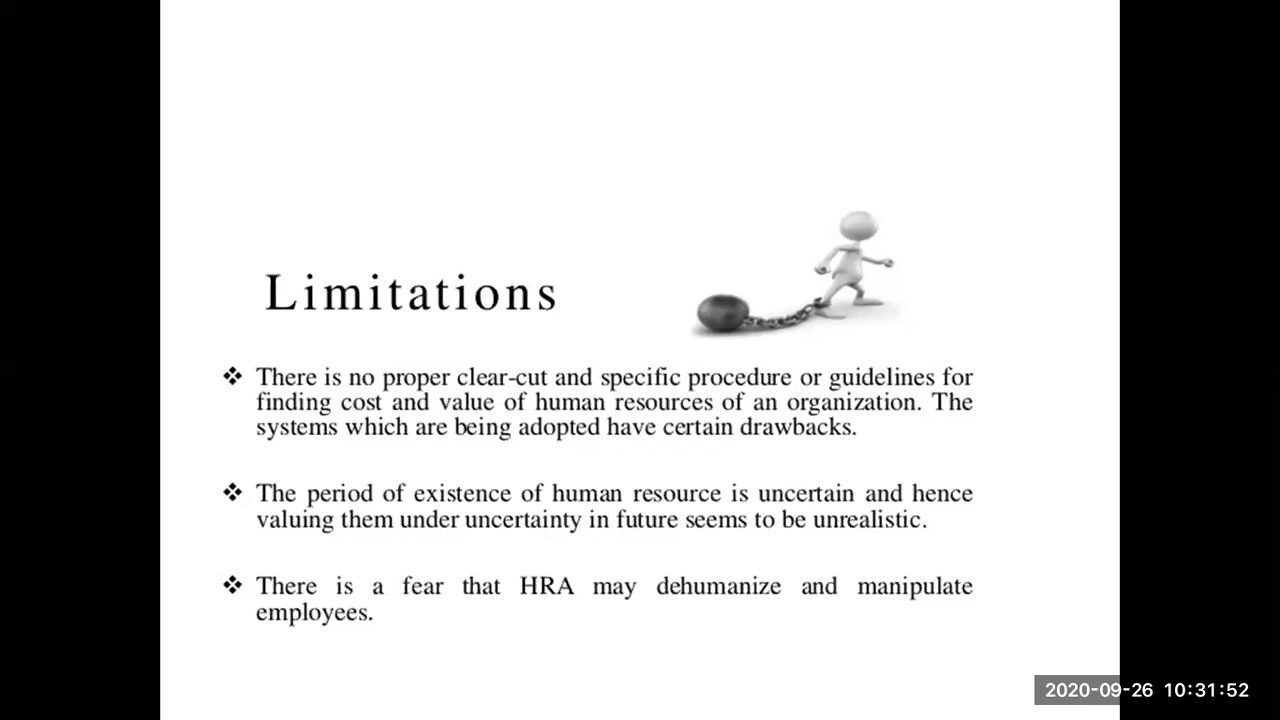 Limitations
❖ There is no proper clear-cut and specific procedure or guidelines for
finding cost and value of human resources of an organization. The
systems which are being adopted have certain drawbacks.
❖ The period of existence of human resource is uncertain and hence
valuing them under uncertainty in future seems to be unrealistic.
❖ There is a fear that HRA may dehumanize and manipulate
employees.
2020-09-26 10:31:52